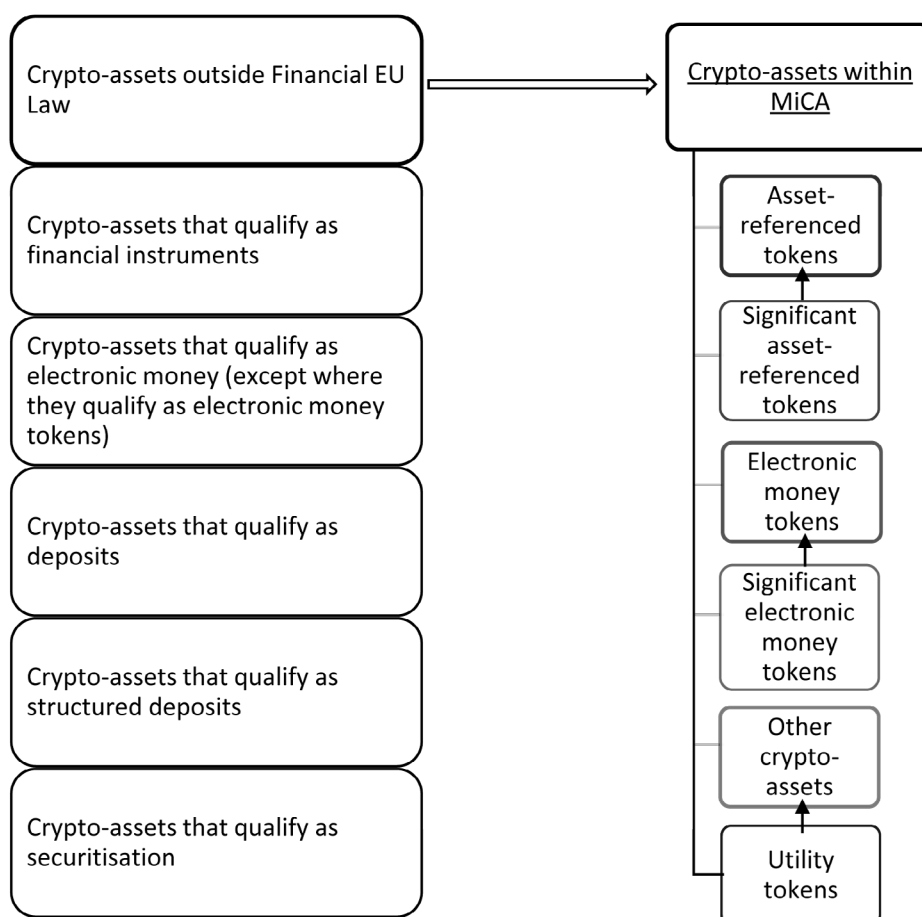 Crypto-assets outside Financial EU
Law
Crypto-assets that qualify as
financial instruments
Crypto-assets that qualify as
electronic money (except where
they qualify as electronic money
tokens)
Crypto-assets that qualify as
deposits
Crypto-assets that qualify as
structured deposits
Crypto-assets that qualify as
securitisation
Crypto-assets within
MiCA
Asset-
referenced
tokens
Significant
asset-
referenced
tokens
Electronic
money
tokens
Significant
electronic
money
tokens
Other
crypto-
assets
Utility
tokens